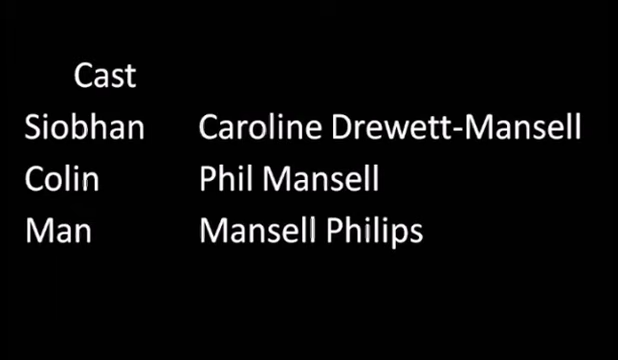 Cast
Siobhan Caroline Drewett-Mansell
Colin Phil Mansell
Man Mansell Philips